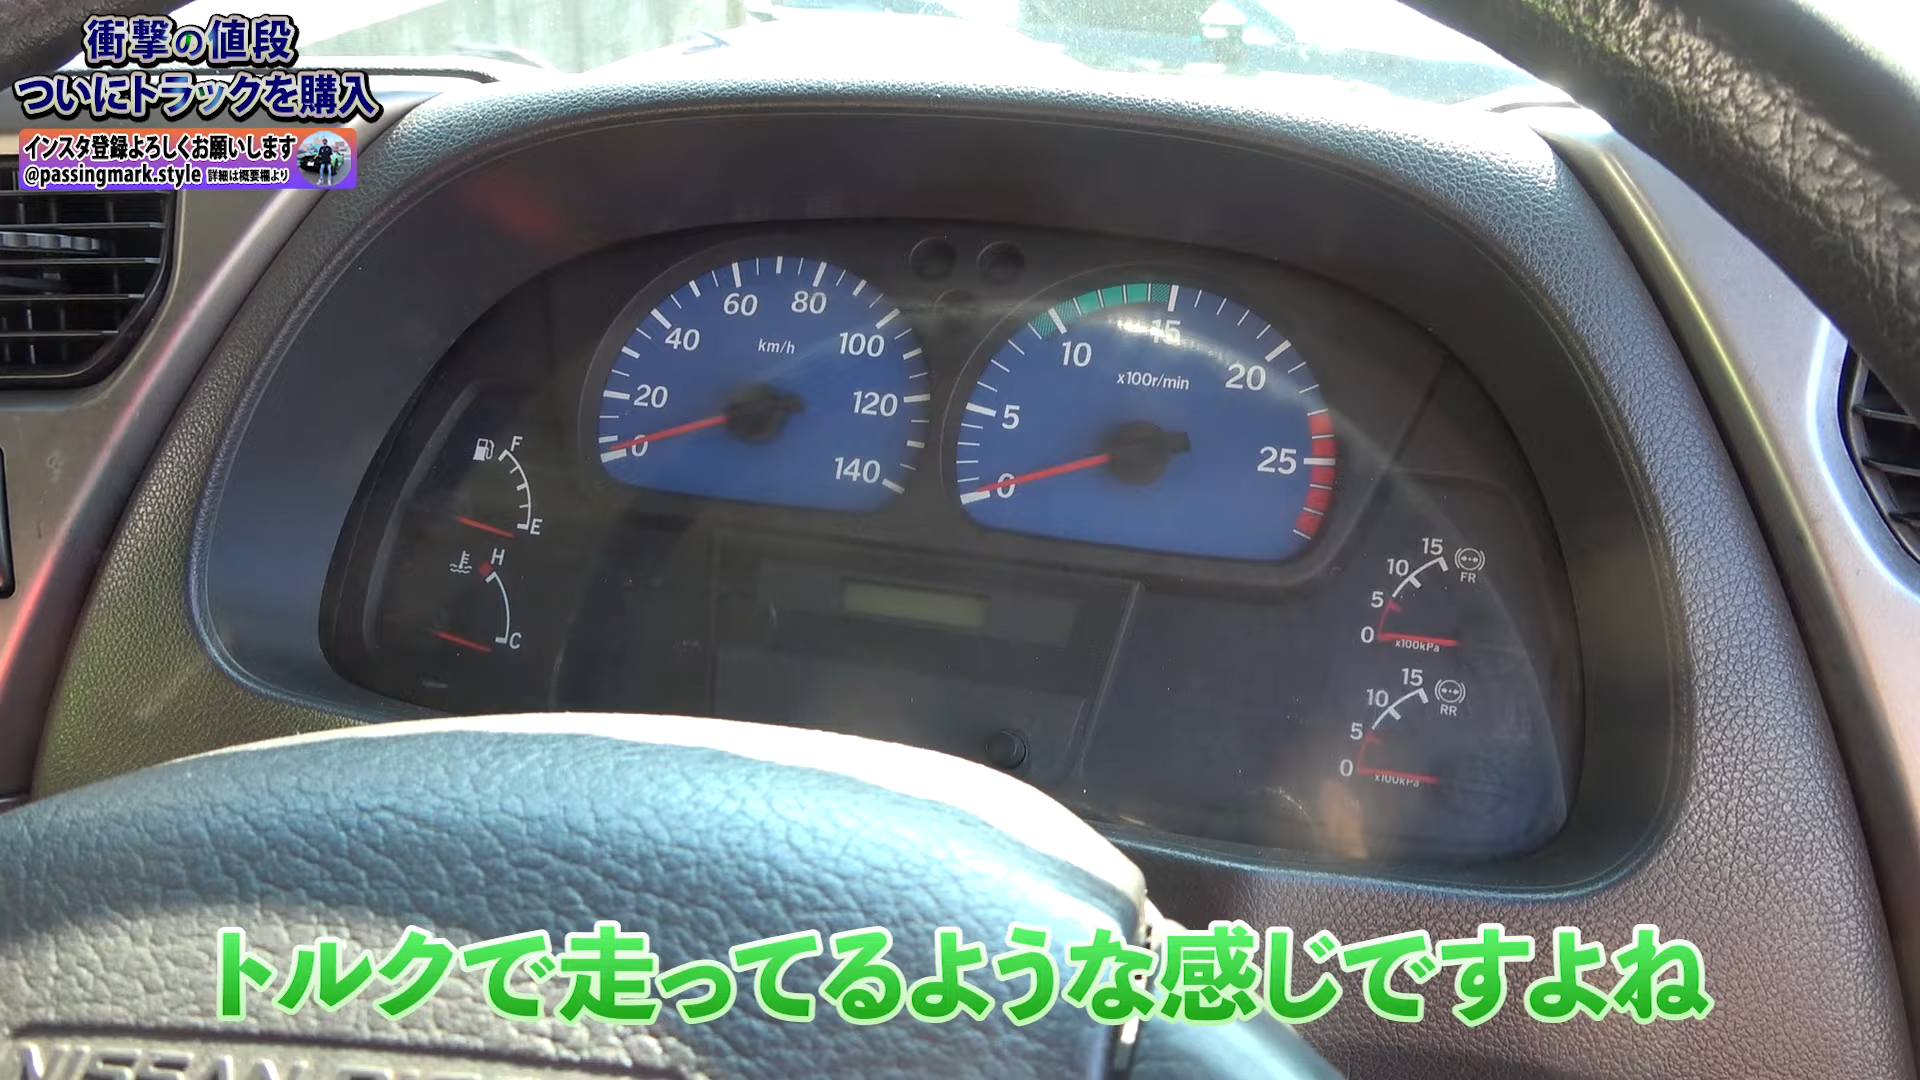 衝撃の値段
ついにトラックを購入
インスタ登録よろしくお願いします
@passingmark.style 詳細は概要欄より
60 80
40 km/h 100
20 120
0 140
15
10 x100r/min 20
5 25
0
F
E
H
C
15
10 FR
5
0 x100kPa
15
10 RR
5
0 x100kPa
トルクで走ってるような感じですよね
NISSAN